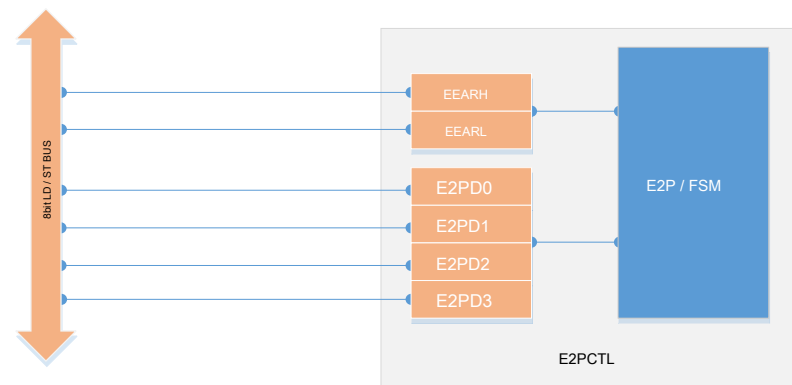 8bit LD / ST BUS
EEARH
EEARL
E2PD0
E2PD1
E2PD2
E2PD3
E2P / FSM
E2PCTL